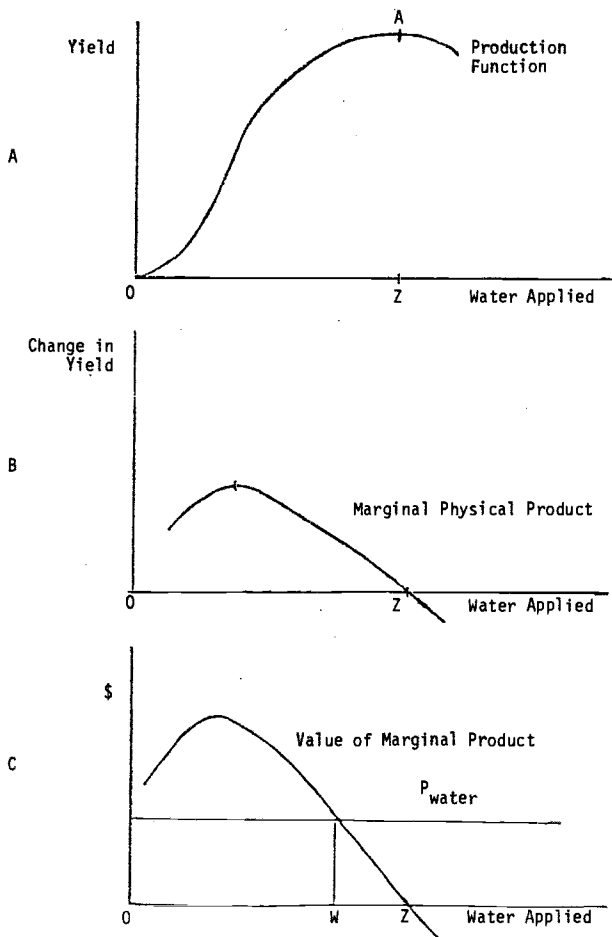 A
Yield
Production
Function
A
0
Z
Water Applied
Change in
Yield
B
Marginal Physical Product
0
Z
Water Applied
$
Value of Marginal Product
C
Pwater
0
W
Z
Water Applied